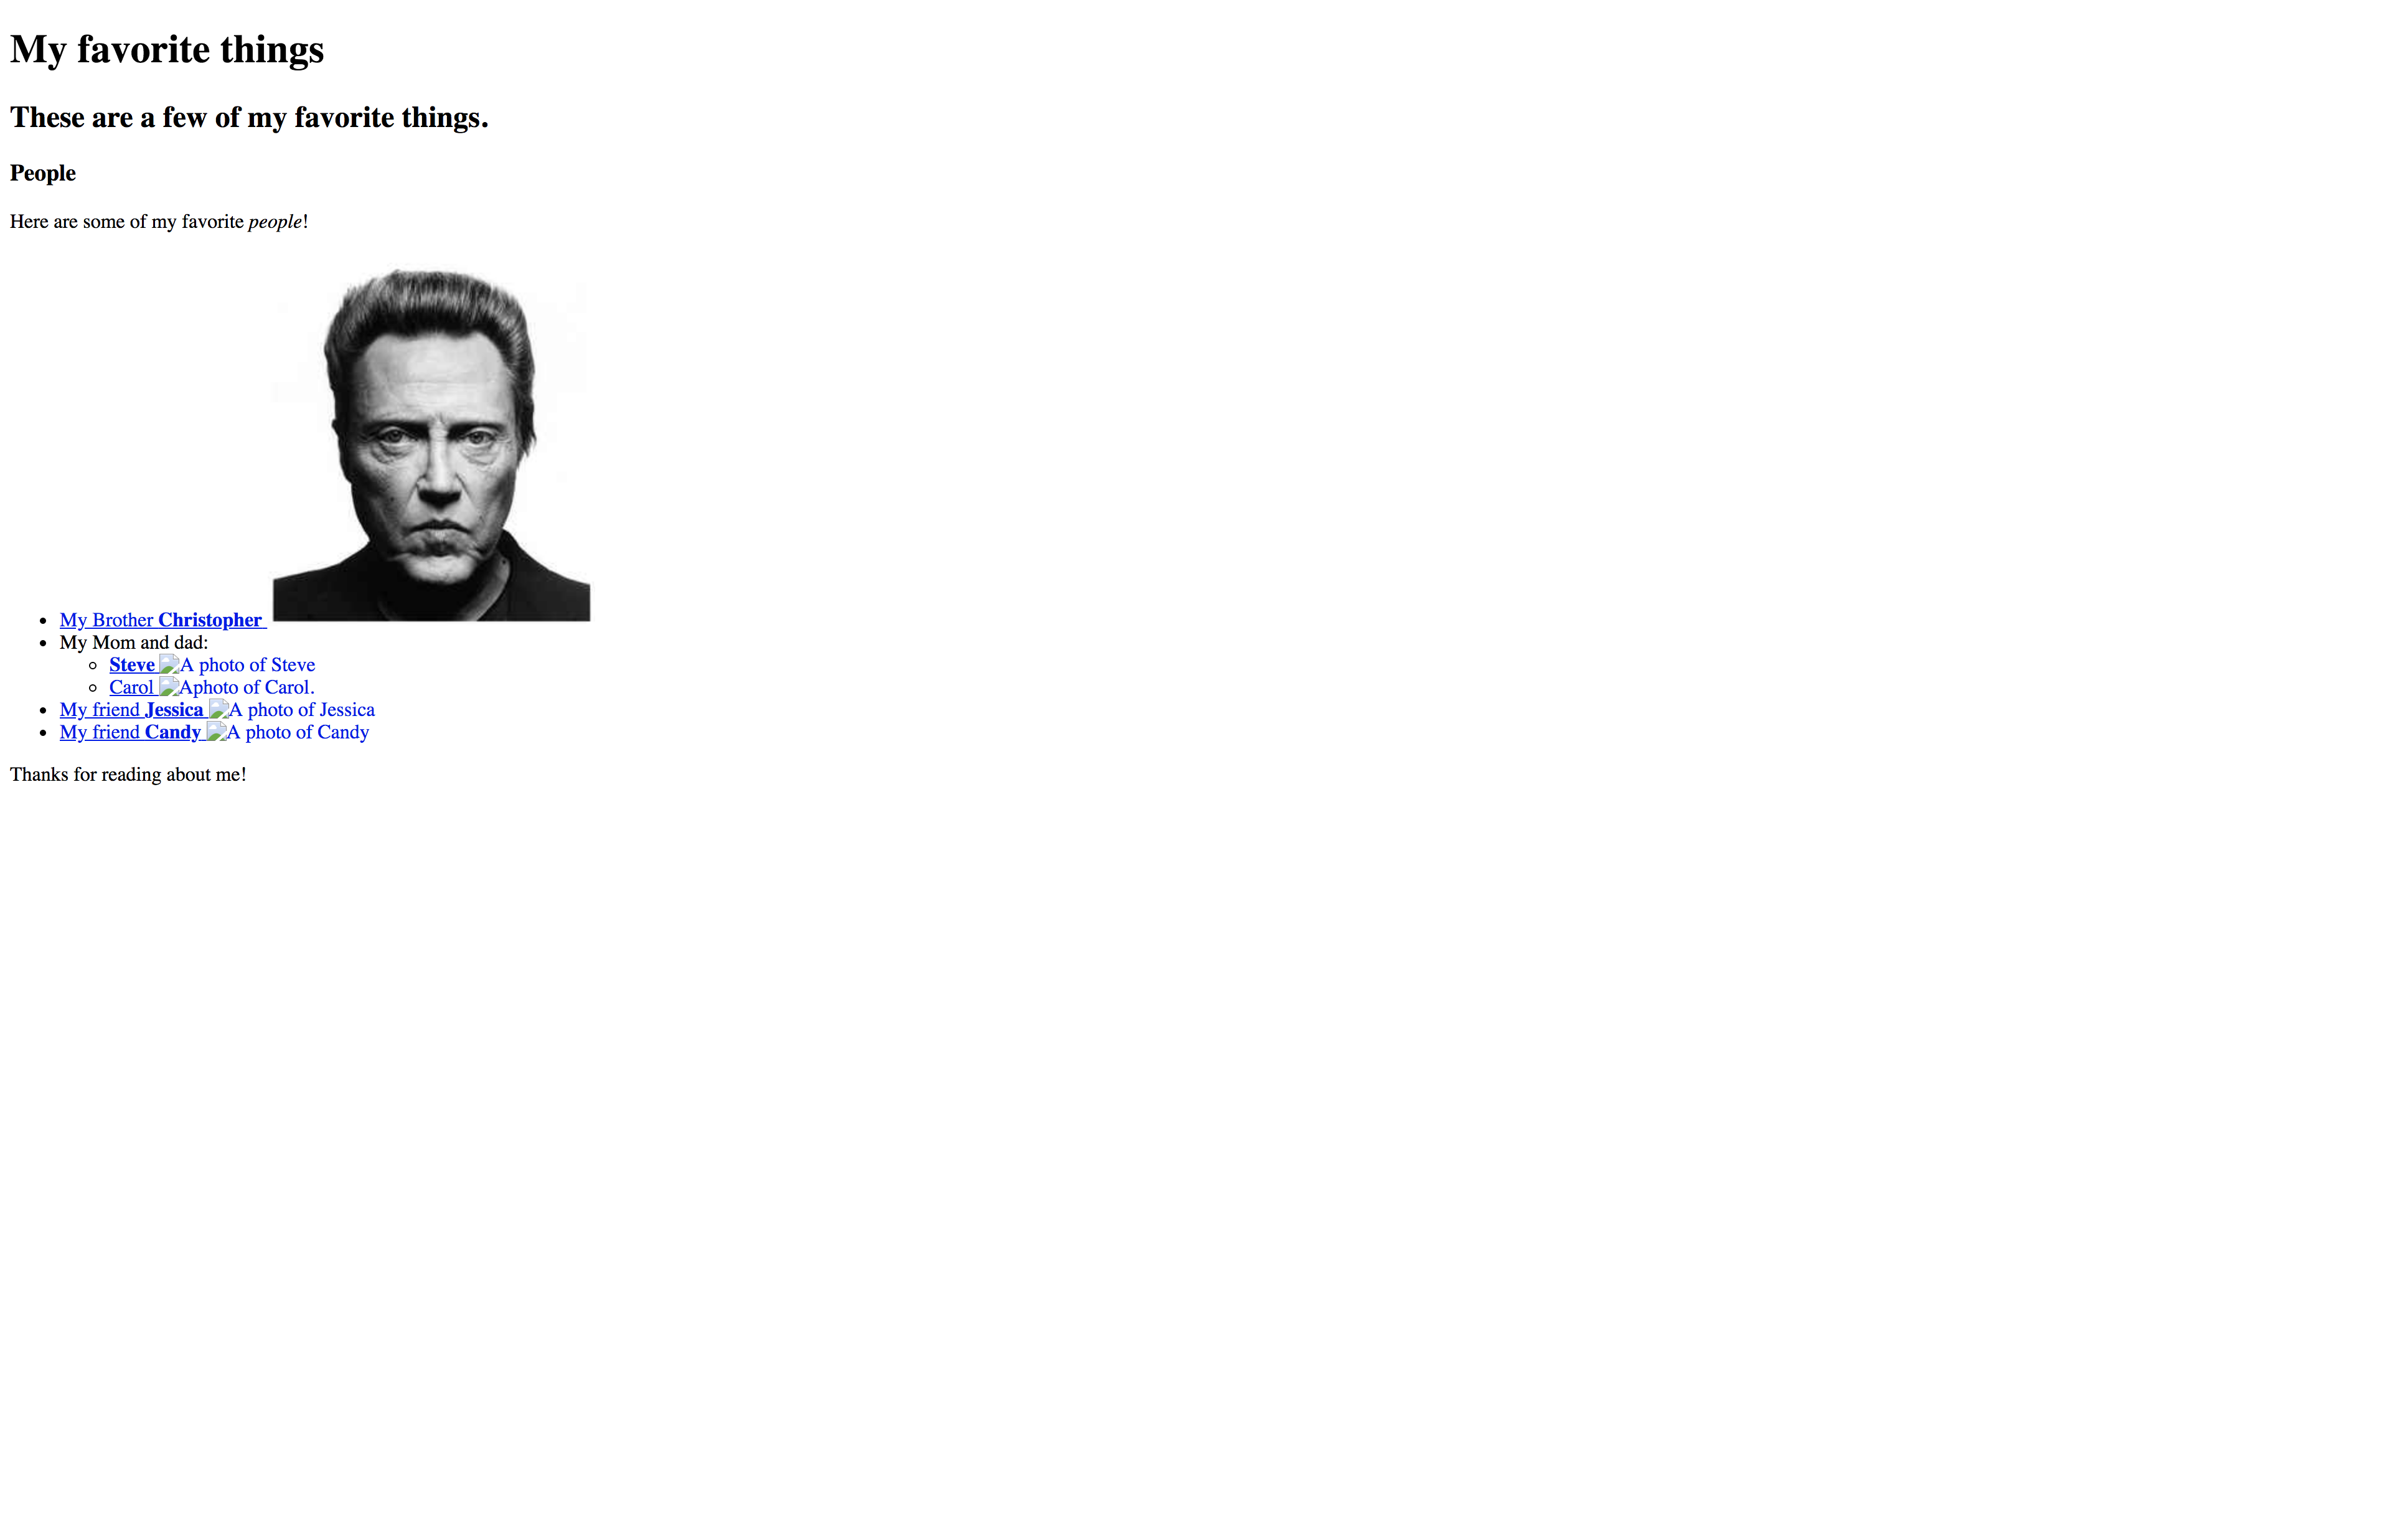 My favorite things
These are a few of my favorite things.
People
Here are some of my favorite people!
My Brother Christopher
My Mom and dad:
Steve A photo of Steve
Carol Aphoto of Carol.
My friend Jessica A photo of Jessica
My friend Candy A photo of Candy
Thanks for reading about me!